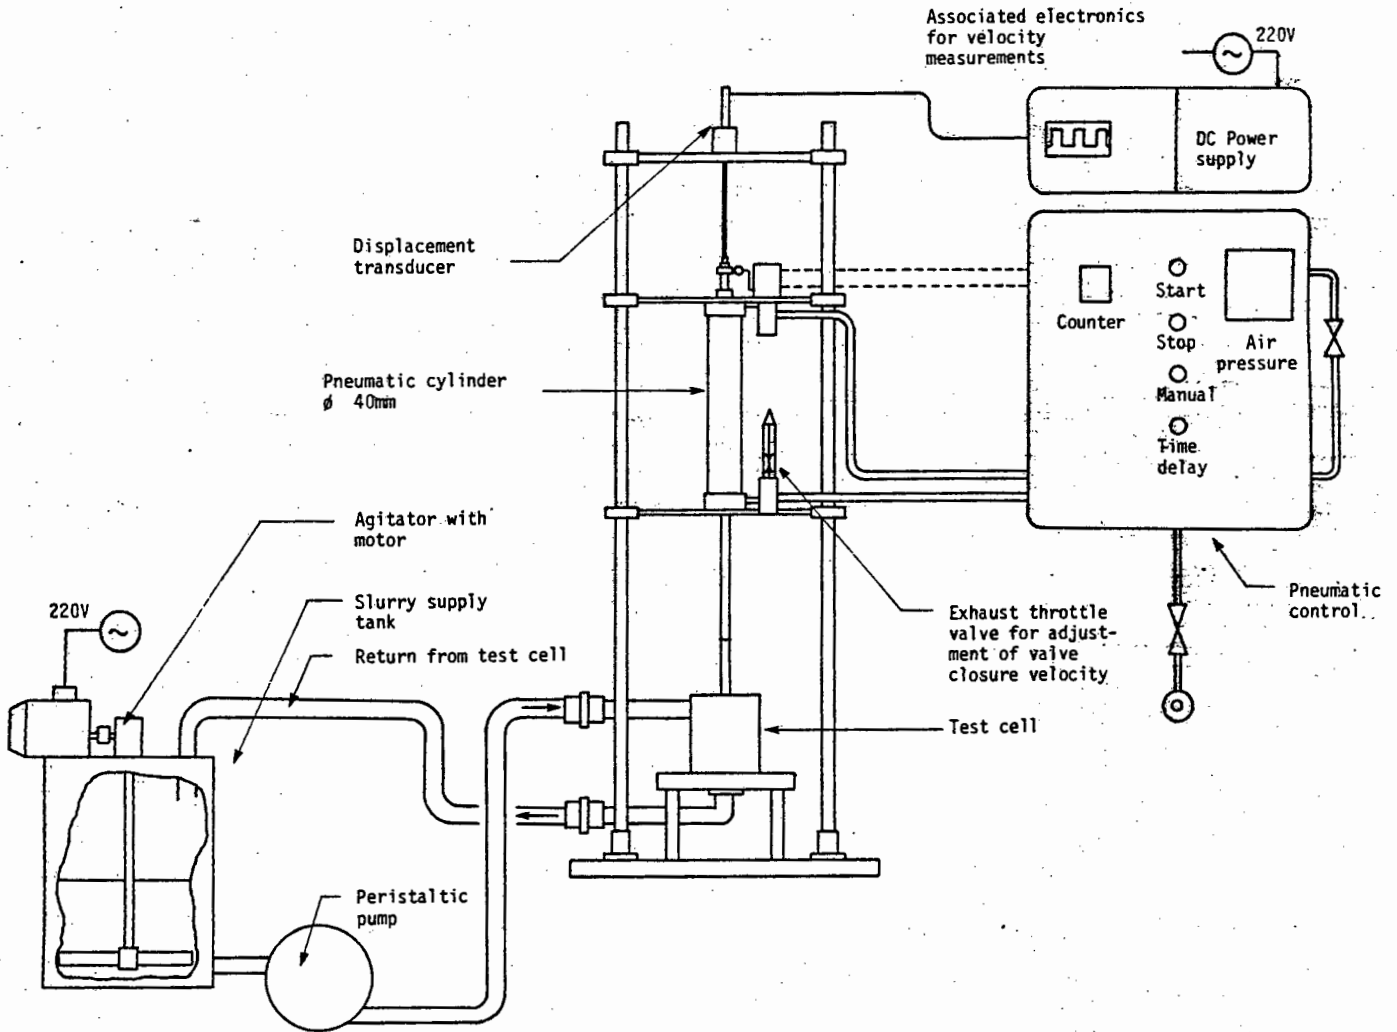 Associated electronics
for velocity
measurements
220V
DC Power
supply
Displacement
transducer
Start
Counter
Stop
Air
pressure
Manual
Time
delay
Pneumatic cylinder
ø 40mm
Agitator with
motor
Slurry supply
tank
220V
Return from test cell
Exhaust throttle
valve for adjust-
ment of valve
closure velocity
Pneumatic
control
Test cell
Peristaltic
pump